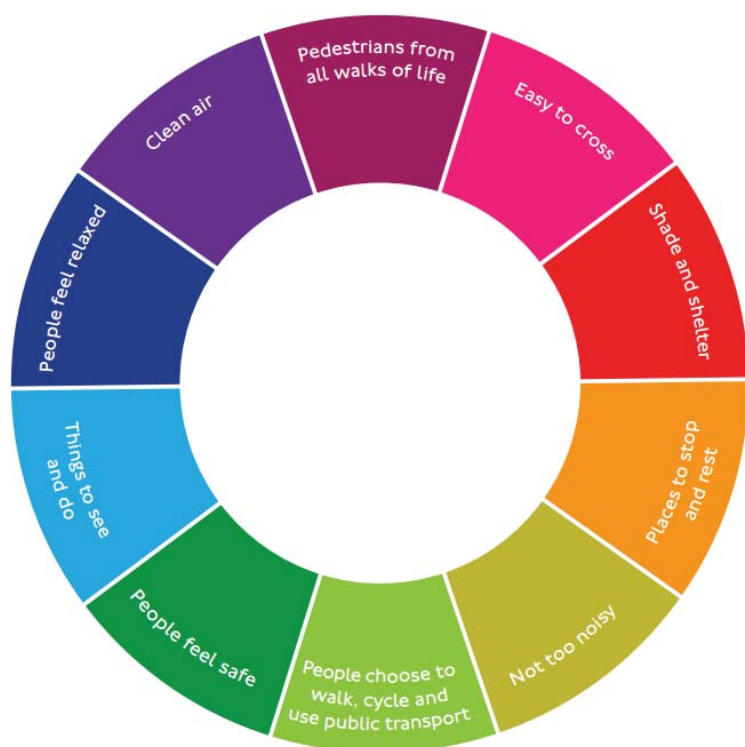 Pedestrians from
all walks of life
Easy to cross
Shade and shelter
Places to stop
and rest
Not too noisy
People choose to
walk, cycle and
use public transport
People feel safe
Things to see
and do
People feel relaxed
Clean air